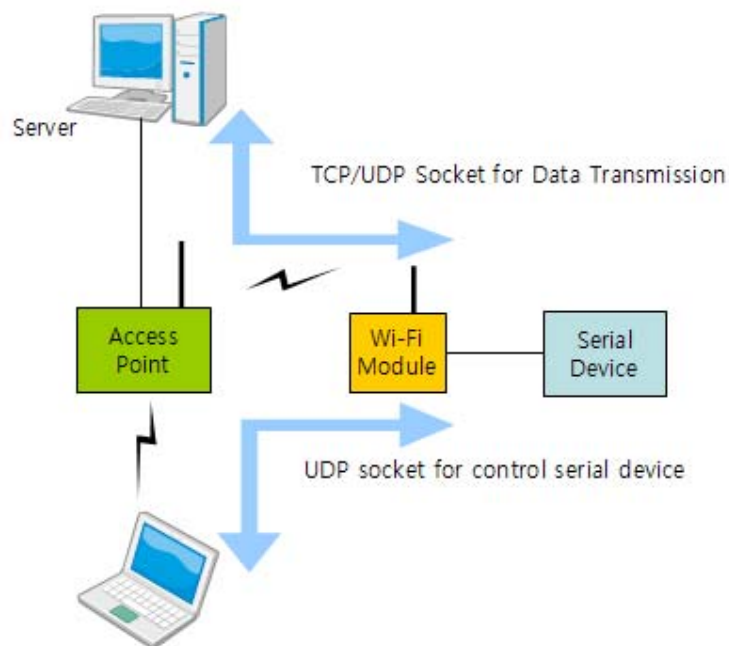 Server
TCP/UDP Socket for Data Transmission
Access
Point
Wi-Fi
Module
Serial
Device
UDP socket for control serial device